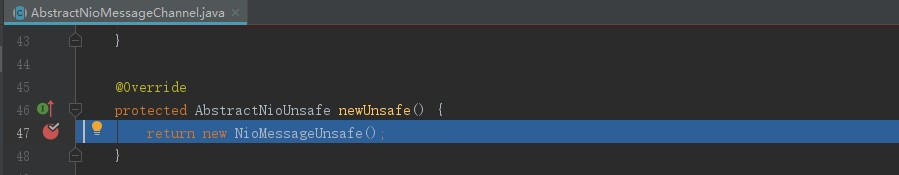 AbstractNioMessageChannel.java
43 }
44
45 @Override
46 protected AbstractNioUnsafe newUnsafe() {
47 return new NioMessageUnsafe();
48 }